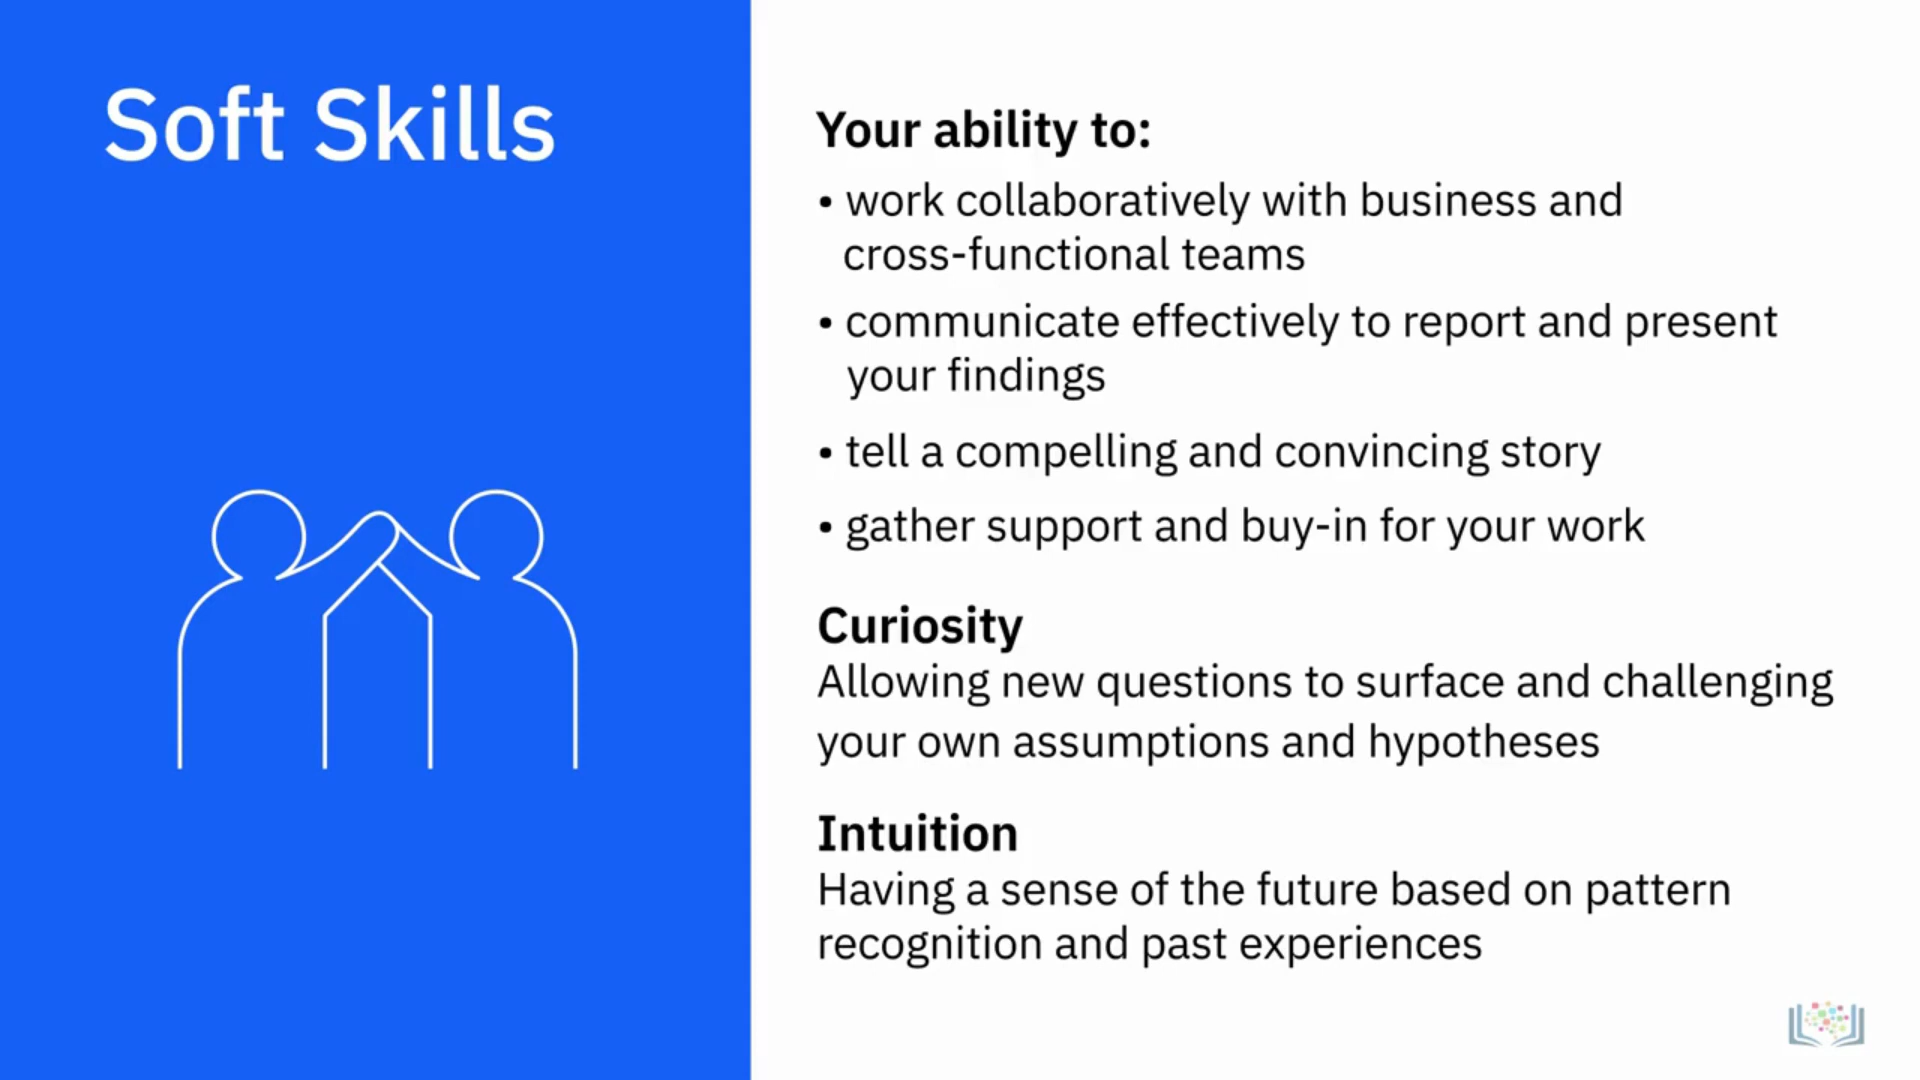 Soft Skills
Your ability to:
• work collaboratively with business and
cross-functional teams
• communicate effectively to report and present
your findings
• tell a compelling and convincing story
• gather support and buy-in for your work
Curiosity
Allowing new questions to surface and challenging
your own assumptions and hypotheses
Intuition
Having a sense of the future based on pattern
recognition and past experiences